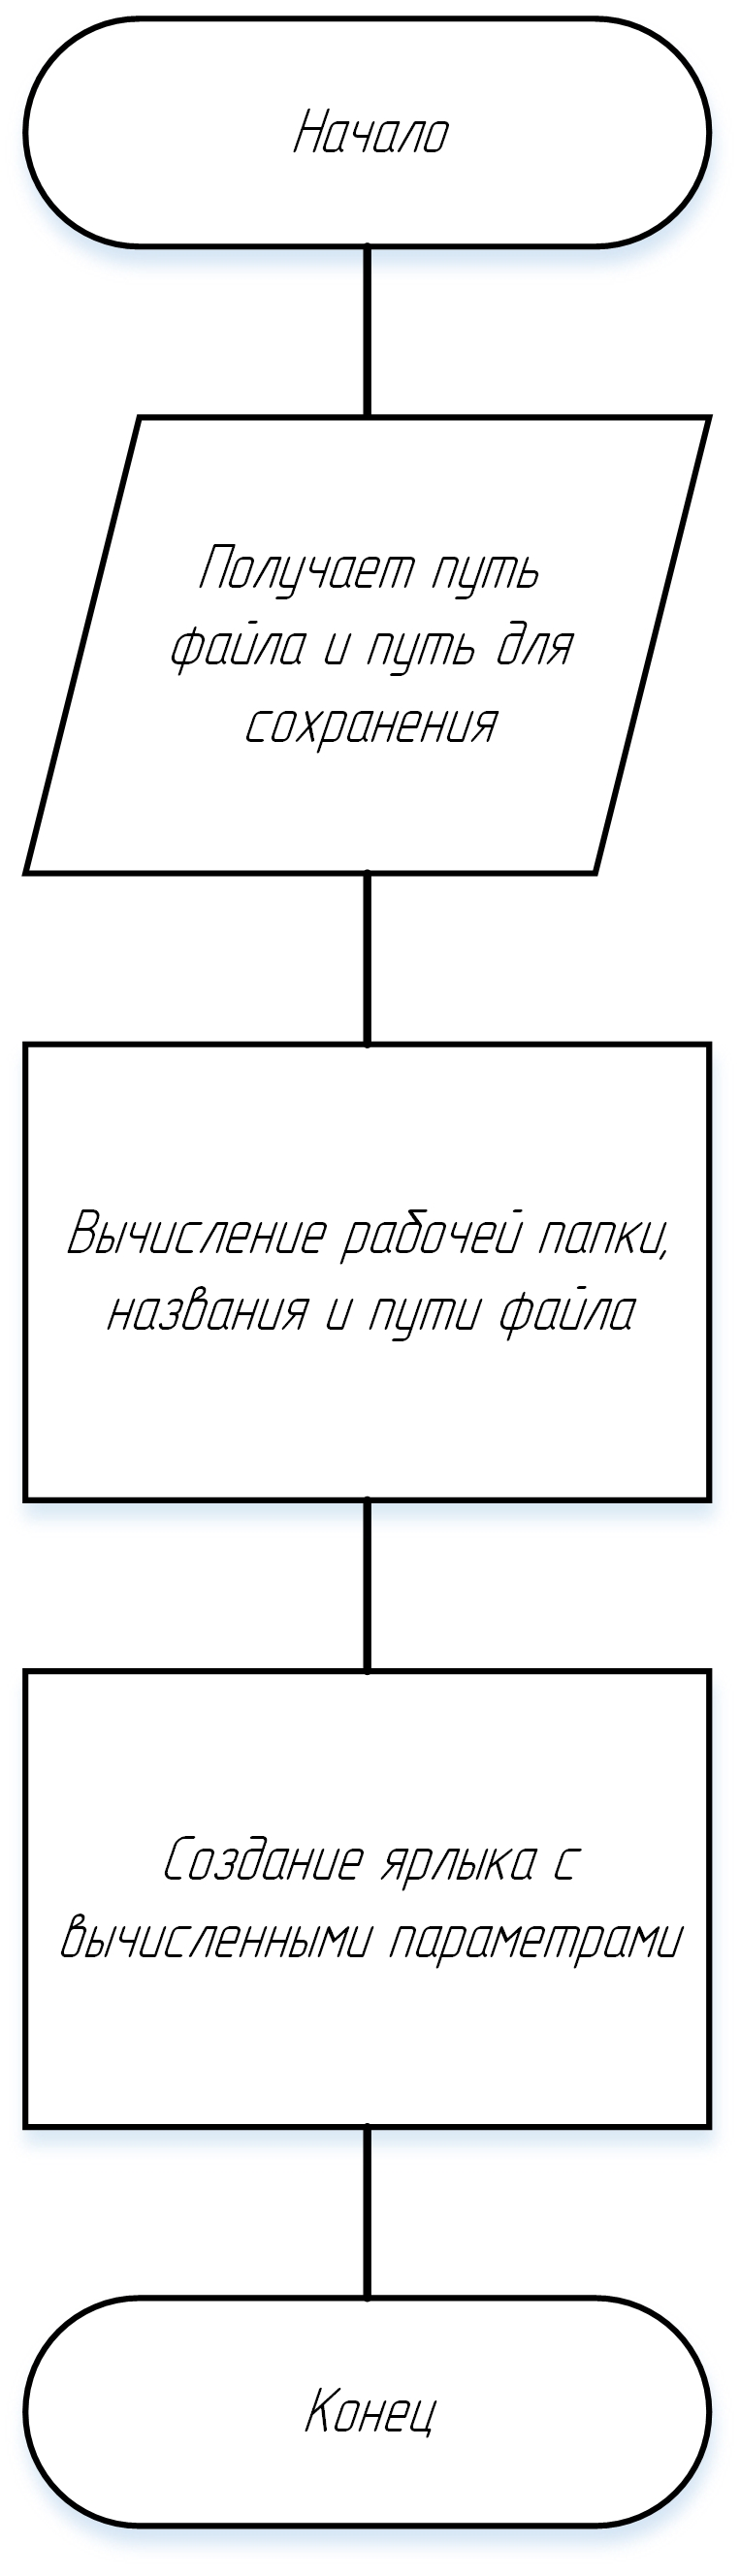 Начало
Получает путь
файла и путь для
сохранения
Вычисление рабочей папки,
названия и пути файла
Создание ярлыка с
вычисленными параметрами
Конец